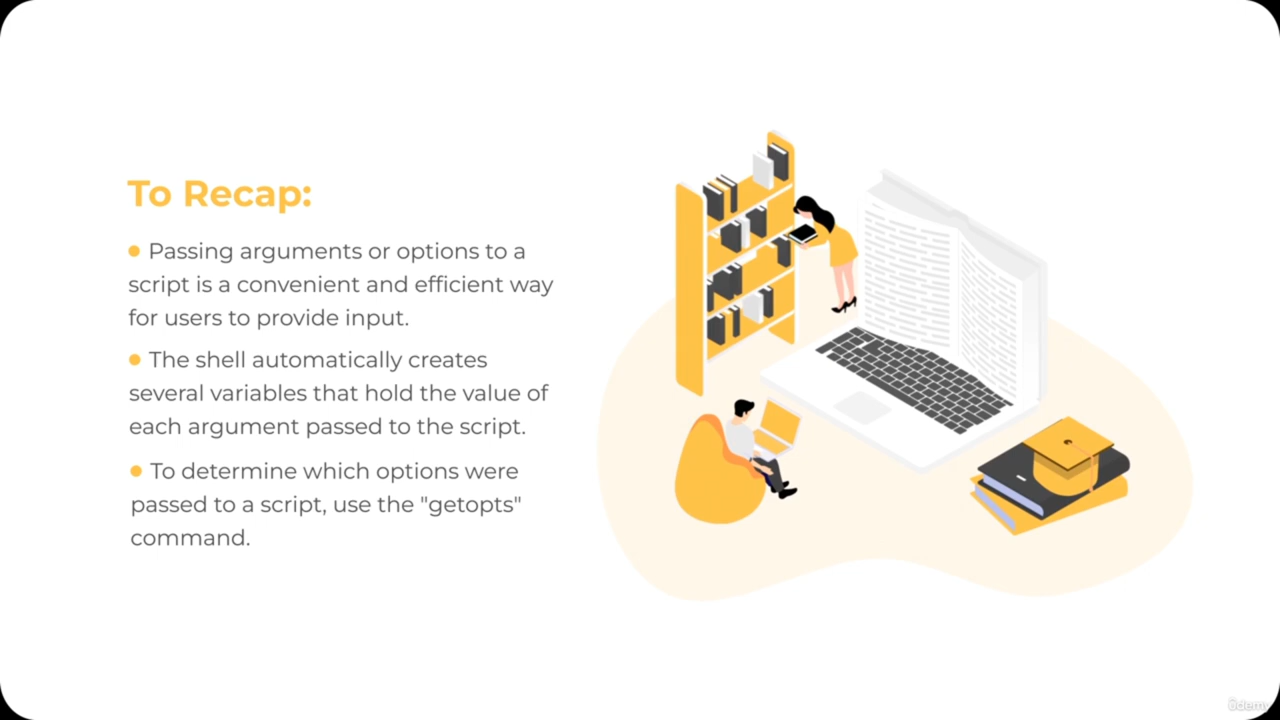 To Recap:
● Passing arguments or options to a
script is a convenient and efficient way
for users to provide input.
● The shell automatically creates
several variables that hold the value of
each argument passed to the script.
● To determine which options were
passed to a script, use the "getopts"
command.
ûdemy